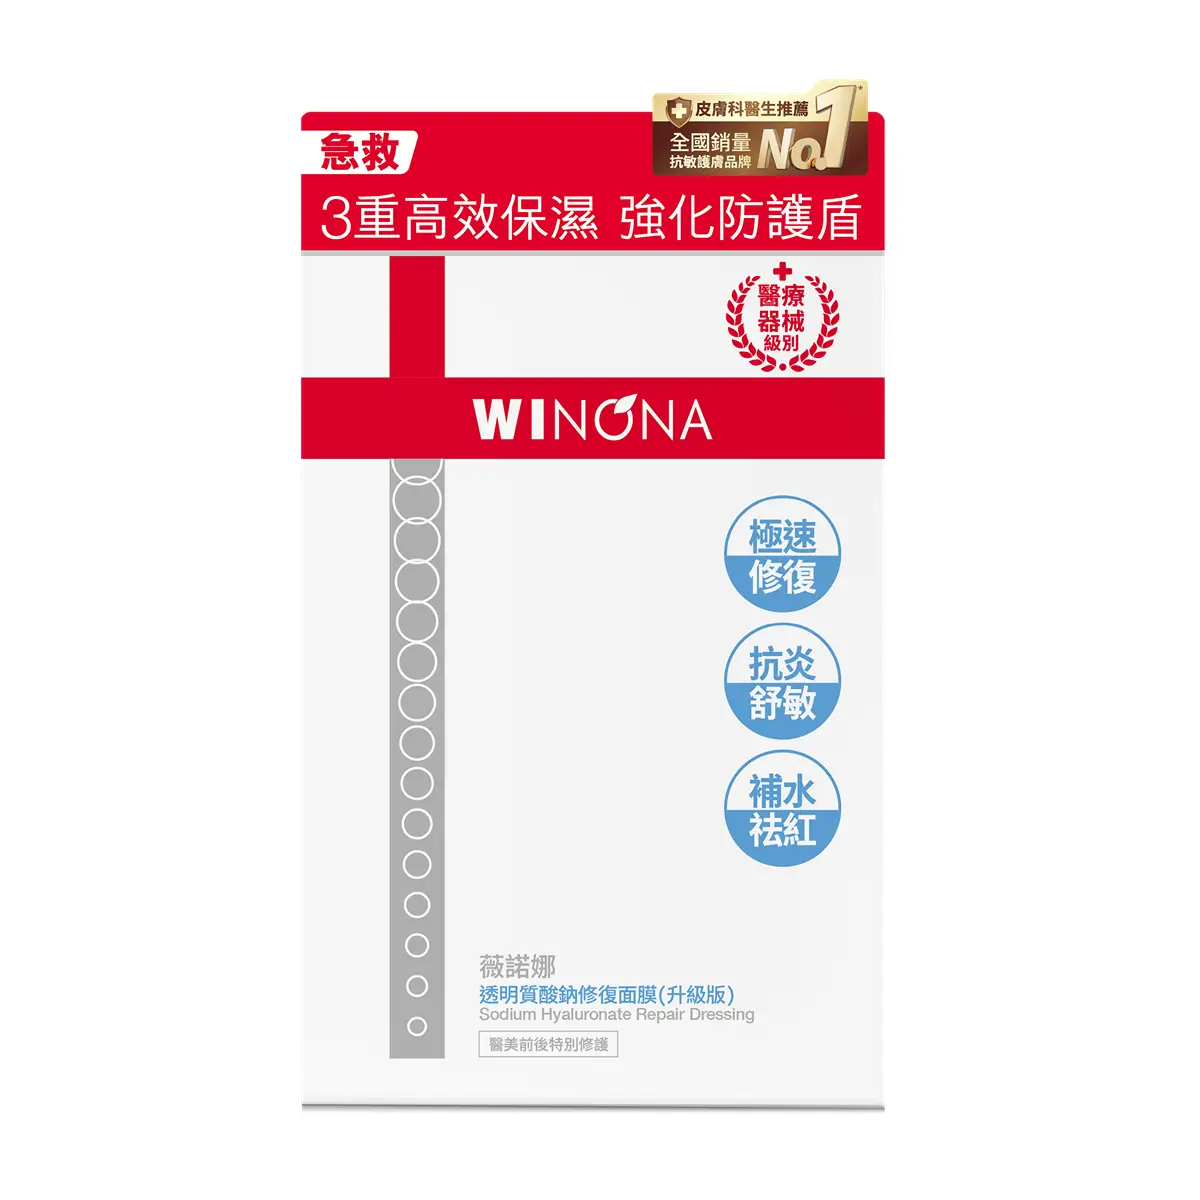 皮膚科醫生推薦
全國銷量
抗敏護膚品牌
No.1*
急救
3重高效保濕 強化防護盾
醫療
器械
級別
WINONA
極速
修復
抗炎
舒敏
補水
祛紅
薇諾娜
透明質酸鈉修復面膜(升級版)
Sodium Hyaluronate Repair Dressing
醫美前後特別修護